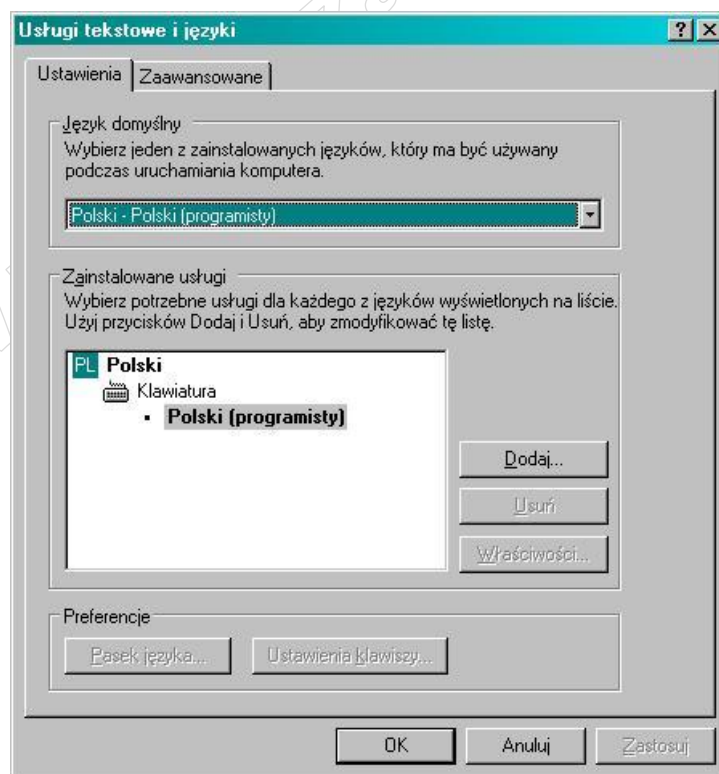 Usługi tekstowe i języki
Ustawienia
Zaawansowane
Język domyślny
Wybierz jeden z zainstalowanych języków, który ma być używany
podczas uruchamiania komputera.
Polski - Polski (programisty)
Zainstalowane usługi
Wybierz potrzebne usługi dla każdego z języków wyświetlonych na liście.
Użyj przycisków Dodaj i Usuń, aby zmodyfikować tę listę.
PL Polski
Klawiatura
Polski (programisty)
Dodaj...
Usuń
Właściwości...
Preferencje
Pasek języka...
Ustawienia klawiszy...
OK
Anuluj
Zastosuj